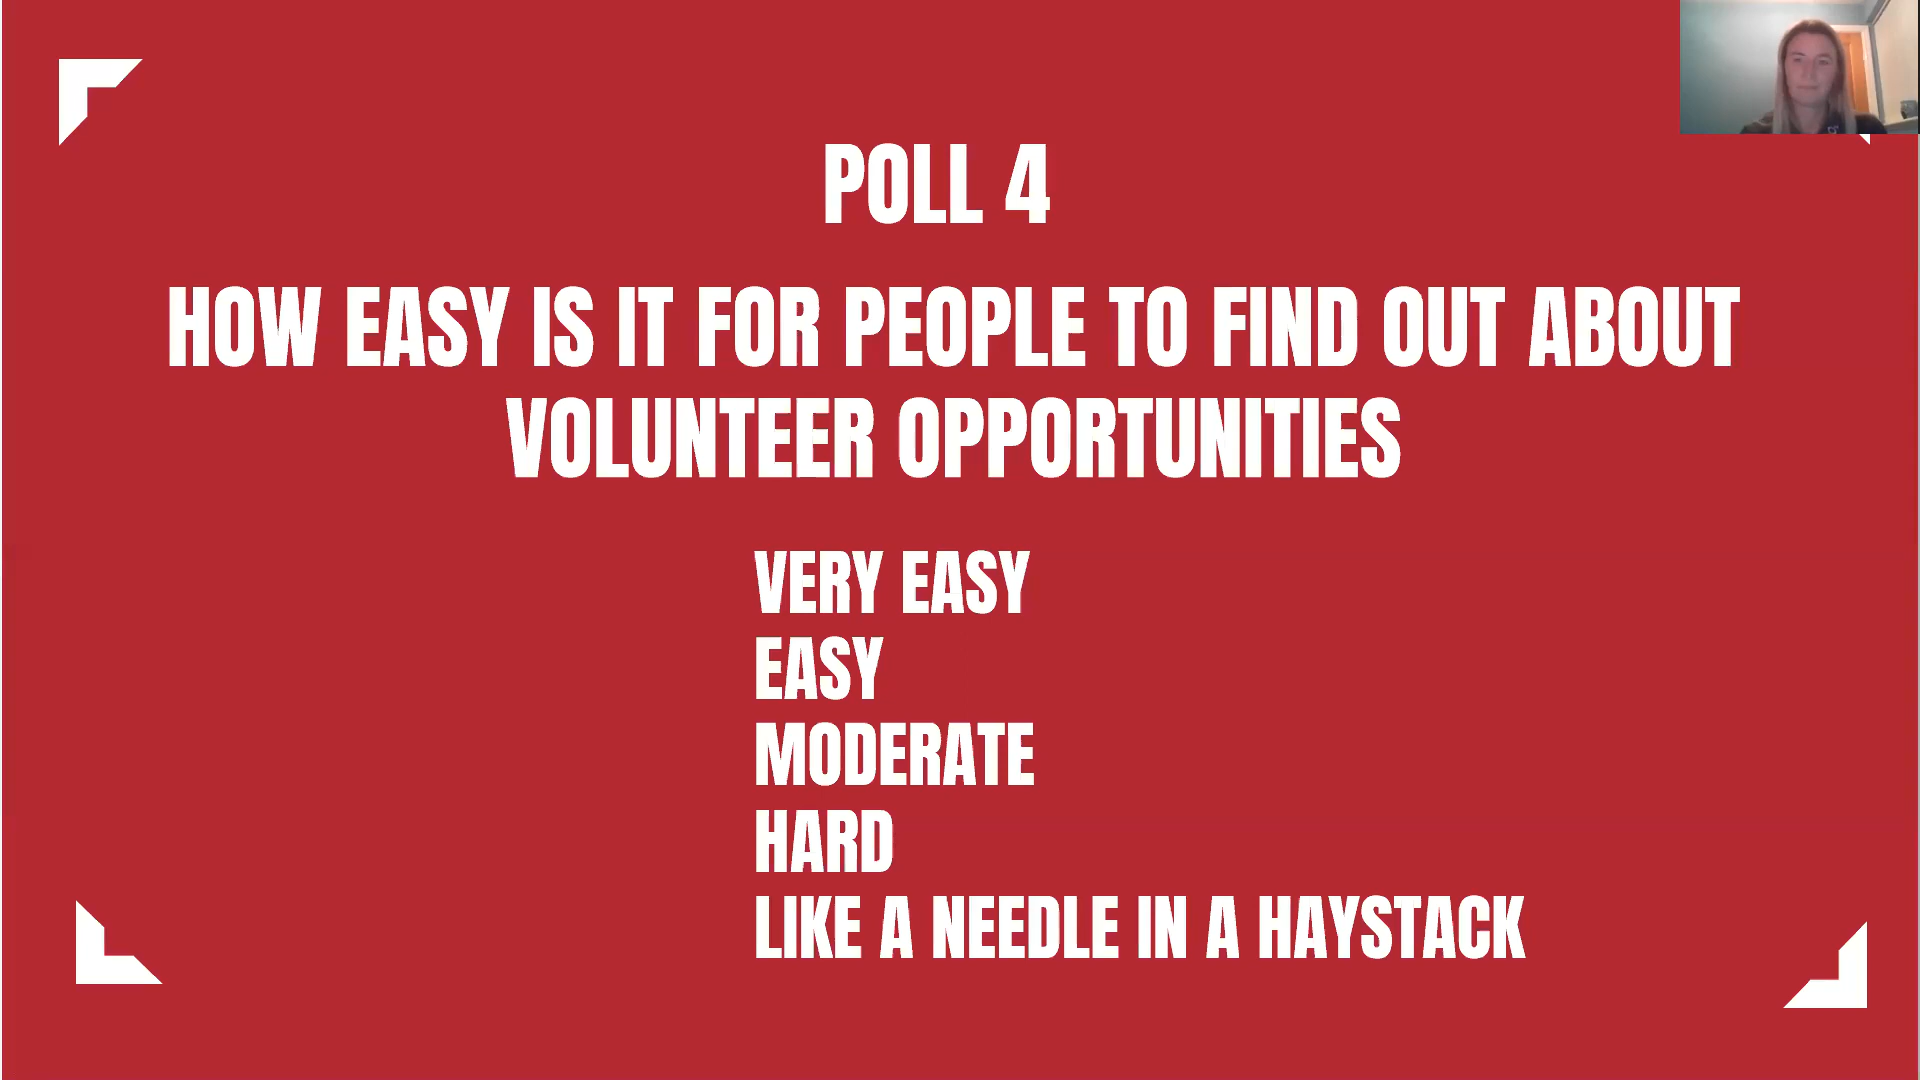 POLL 4
HOW EASY IS IT FOR PEOPLE TO FIND OUT ABOUT
VOLUNTEER OPPORTUNITIES
VERY EASY
EASY
MODERATE
HARD
LIKE A NEEDLE IN A HAYSTACK